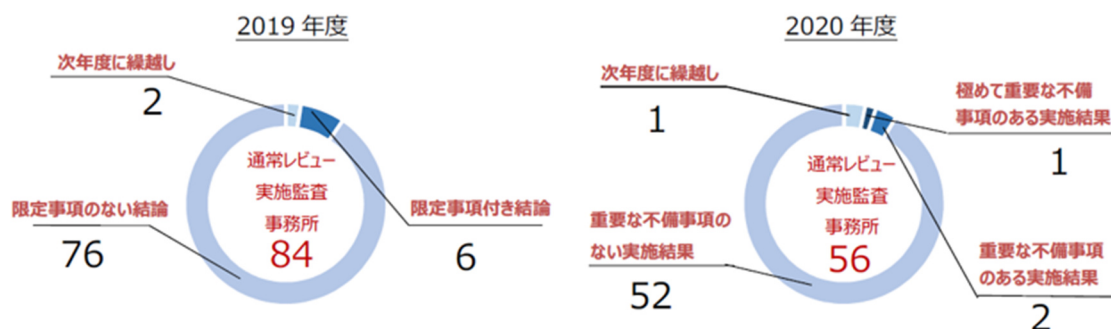 2019 年度
次年度に繰越し
2
通常レビュー
実施監査
事務所
84
限定事項のない結論
76
限定事項付き結論
6
2020 年度
次年度に繰越し
1
極めて重要な不備
事項のある実施結果
1
通常レビュー
実施監査
事務所
56
重要な不備事項の
ない実施結果
52
重要な不備事項
のある実施結果
2